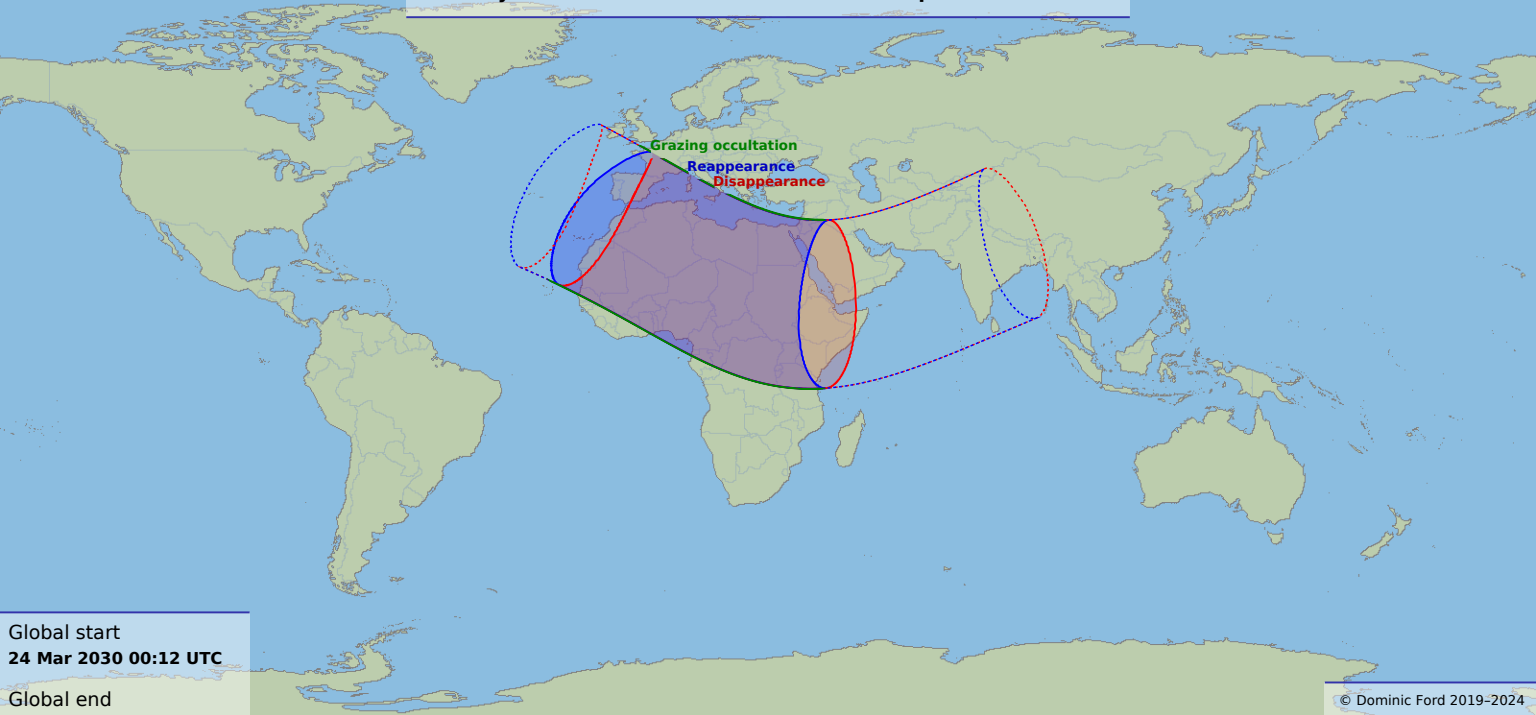 Grazing occultation
Reappearance
Disappearance
Global start
24 Mar 2030 00:12 UTC
Global end
© Dominic Ford 2019–2024